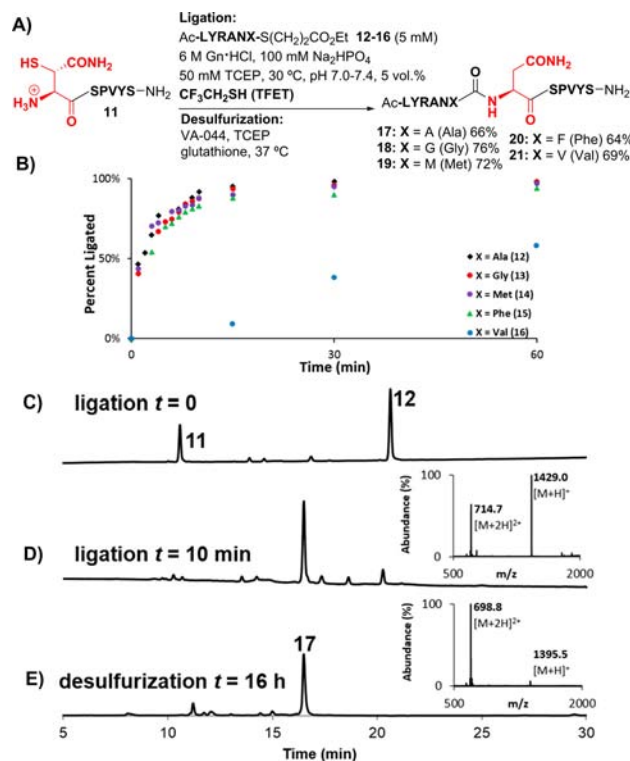 A)
Ligation:
Ac-LYRANX-S(CH₂)₂CO₂Et 12-16 (5 mM)
6 M Gn•HCl, 100 mM Na₂HPO₄
50 mM TCEP, 30 ºC, pH 7.0-7.4, 5 vol.%
CF₃CH₂SH (TFET)
Desulfurization:
VA-044, TCEP
glutathione, 37 ºC
HS
CONH₂
H₃N
⊕
O
SPVYS-NH₂
11
CONH₂
O
SPVYS-NH₂
Ac-LYRANX
N
H
O
17: X = A (Ala) 66%
18: X = G (Gly) 76%
19: X = M (Met) 72%
20: X = F (Phe) 64%
21: X = V (Val) 69%
B)
Percent Ligated
100%
50%
0%
0
30
60
Time (min)
X = Ala (12)
X = Gly (13)
X = Met (14)
X = Phe (15)
X = Val (16)
C) ligation t = 0
11
12
D) ligation t = 10 min
Abundance (%)
100
0
714.7
[M+2H]²⁺
1429.0
[M+H]⁺
500
m/z
2000
E) desulfurization t = 16 h
17
Abundance (%)
100
0
698.8
[M+2H]²⁺
1395.5
[M+H]⁺
500
m/z
2000
5
10
15
20
25
30
Time (min)